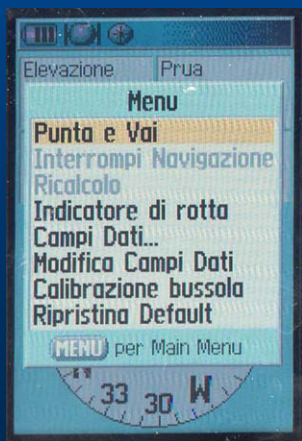 Elevazione Prua
Menu
Punta e Vai
Interrompi Navigazione
Ricalcolo
Indicatore di rotta
Campi Dati...
Modifica Campi Dati
Calibrazione bussola
Ripristina Default
MENU per Main Menu
33 30 W